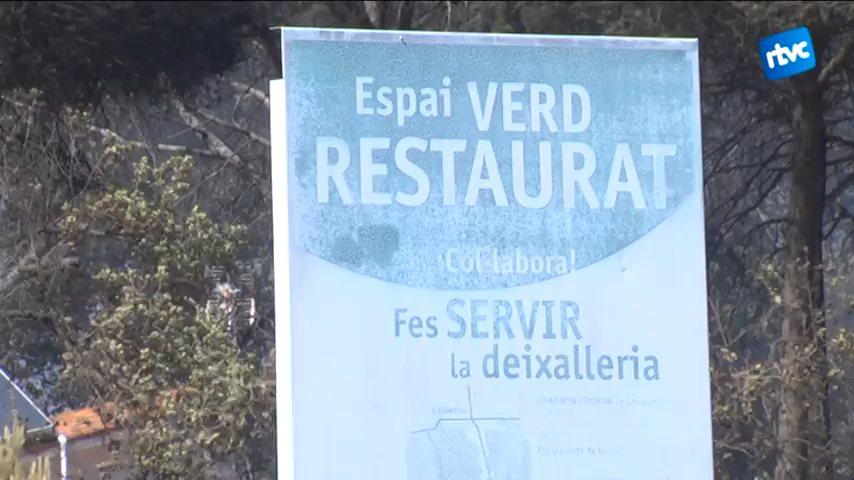 rtvc
Espai VERD
RESTAURAT
¡Col·labora!
Fes SERVIR
la deixalleria